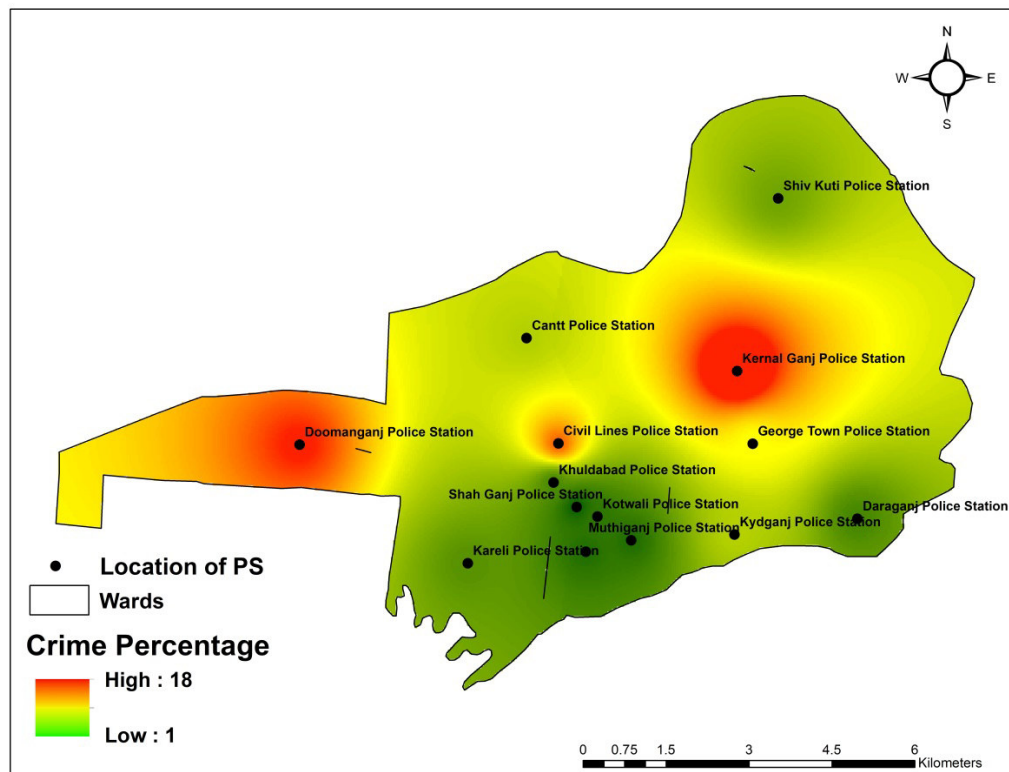 N
W E
S
Shiv Kuti Police Station
Cantt Police Station
Kernal Ganj Police Station
Doomanganj Police Station
Civil Lines Police Station
George Town Police Station
Khuldabad Police Station
Shah Ganj Police Station
Kotwali Police Station
Daraganj Police Station
Muthiganj Police Station
Kydganj Police Station
Kareli Police Station
Location of PS
Wards
Crime Percentage
High : 18
Low : 1
0 0.75 1.5 3 4.5 6
Kilometers